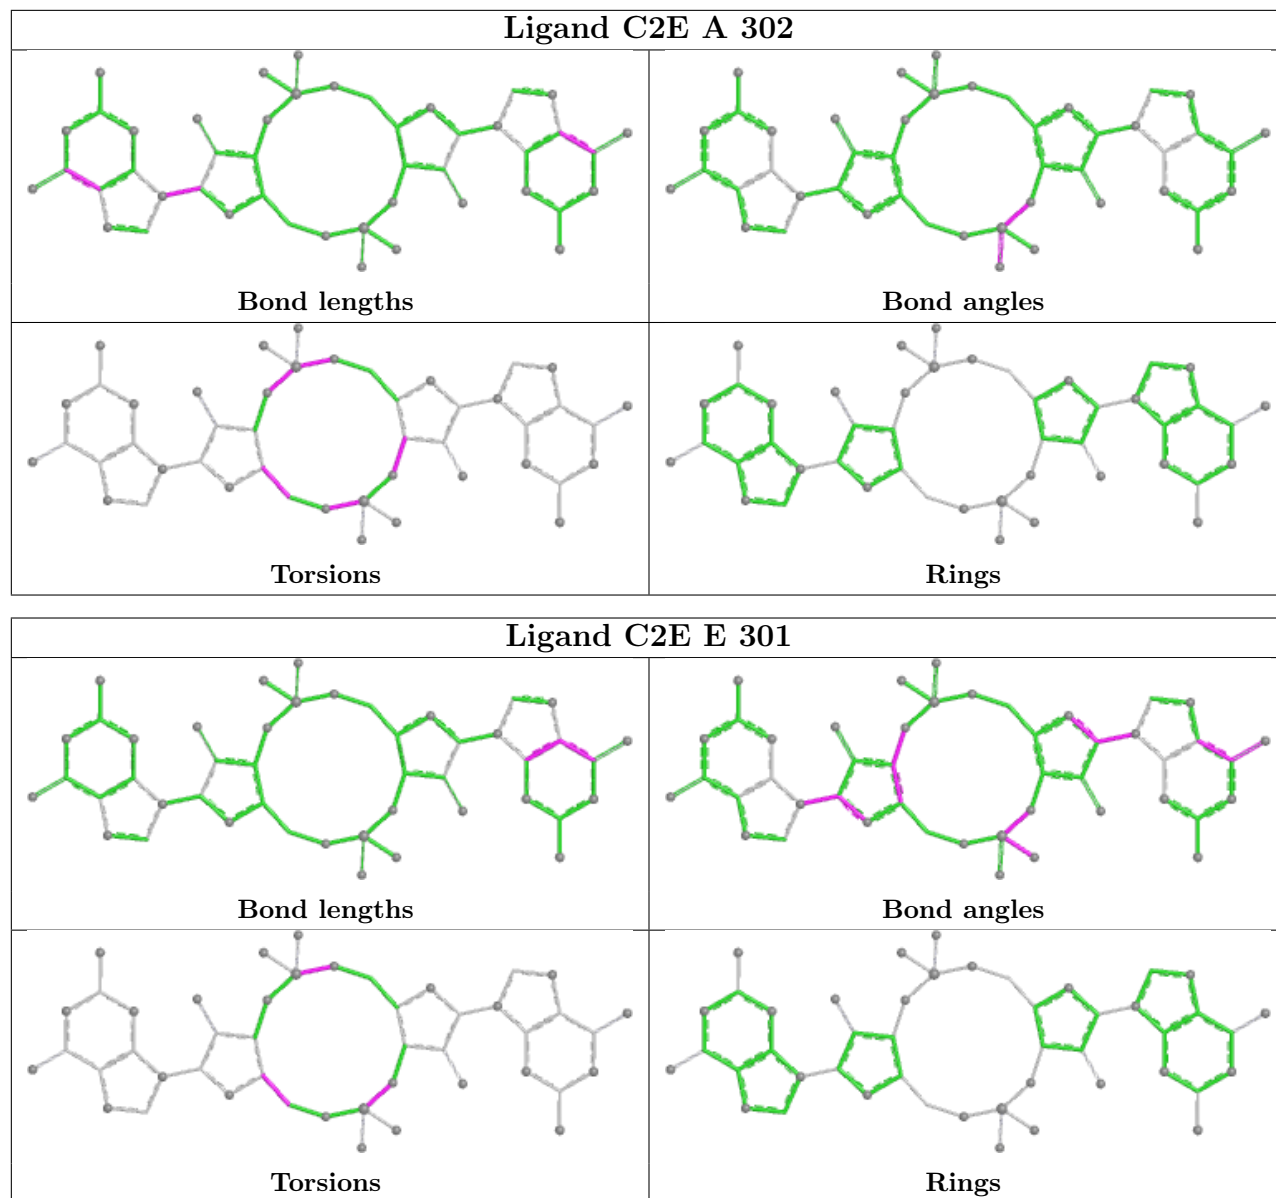 Ligand C2E A 302
Bond lengths
Bond angles
Torsions
Rings
Ligand C2E E 301
Bond lengths
Bond angles
Torsions
Rings